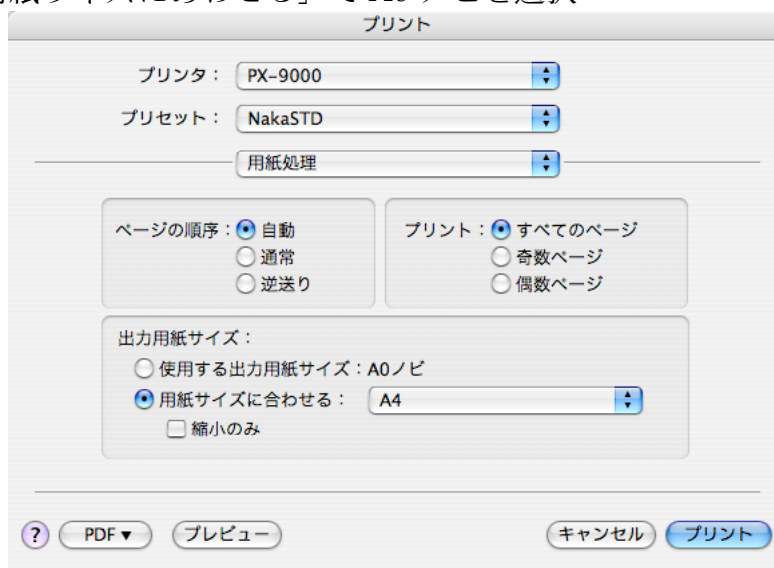 プリント
プリンタ： PX-9000
プリセット： NakaSTD
用紙処理
ページの順序： 自動
通常
逆送り
プリント： すべてのページ
奇数ページ
偶数ページ
出力用紙サイズ：
使用する出力用紙サイズ：A0ノビ
用紙サイズに合わせる： A4
縮小のみ
? PDF▼ プレビュー キャンセル プリント